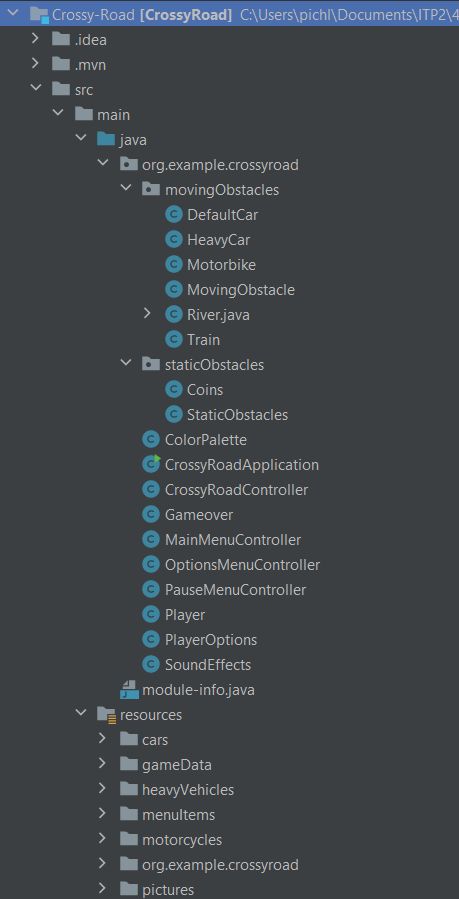 Crossy-Road [CrossyRoad] C:\Users\pichl\Documents\ITP2\4
.idea
.mvn
src
main
java
org.example.crossyroad
movingObstacles
DefaultCar
HeavyCar
Motorbike
MovingObstacle
River.java
Train
staticObstacles
Coins
StaticObstacles
ColorPalette
CrossyRoadApplication
CrossyRoadController
Gameover
MainMenuController
OptionsMenuController
PauseMenuController
Player
PlayerOptions
SoundEffects
module-info.java
resources
cars
gameData
heavyVehicles
menuItems
motorcycles
org.example.crossyroad
pictures